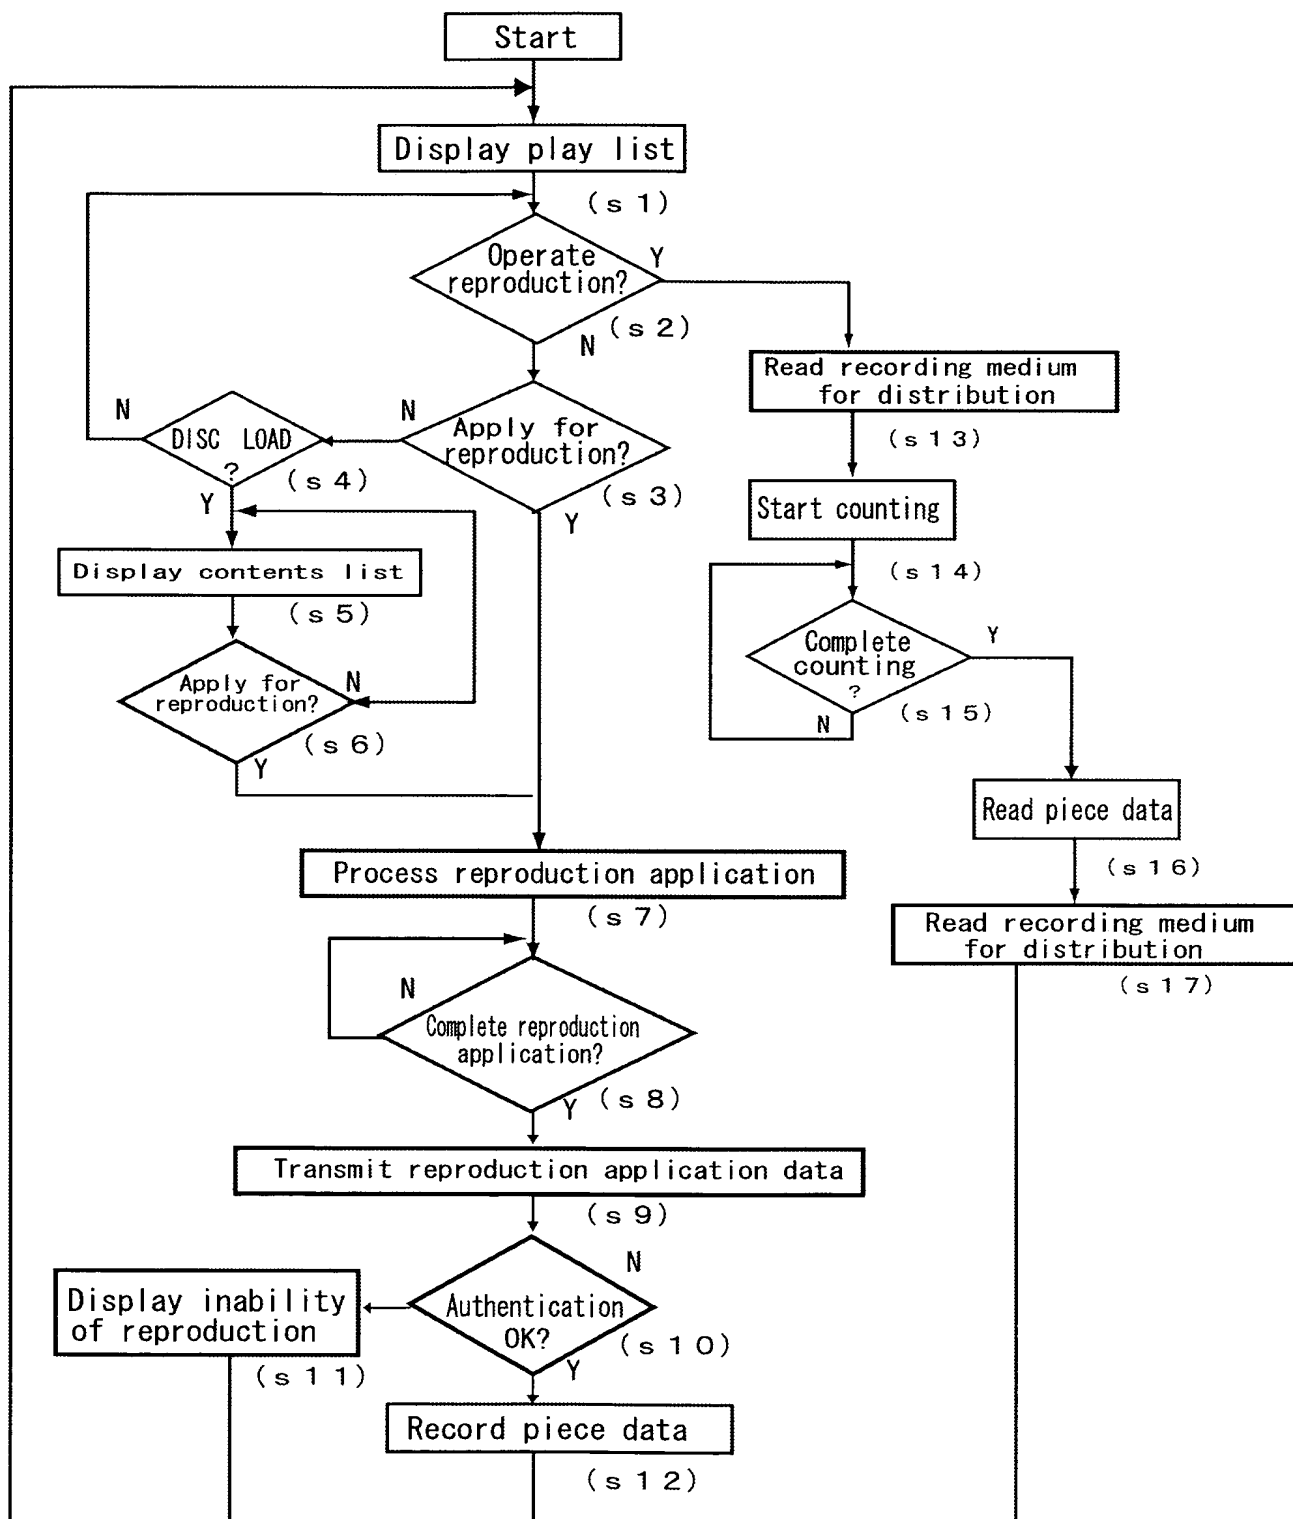 Start
Display play list
(s1)
Operate
reproduction?
Y
(s2)
N
Read recording medium
for distribution
(s13)
N
DISC LOAD
?
(s4)
Y
N
Apply for
reproduction?
(s3)
Y
Start counting
(s14)
Display contents list
(s5)
Complete
counting
?
Y
(s15)
N
Apply for
reproduction?
N
(s6)
Y
Read piece data
(s16)
Process reproduction application
(s7)
Read recording medium
for distribution
(s17)
N
Complete reproduction
application?
(s8)
Y
Transmit reproduction application data
(s9)
N
Display inability
of reproduction
(s11)
Authentication
OK?
(s10)
Y
Record piece data
(s12)